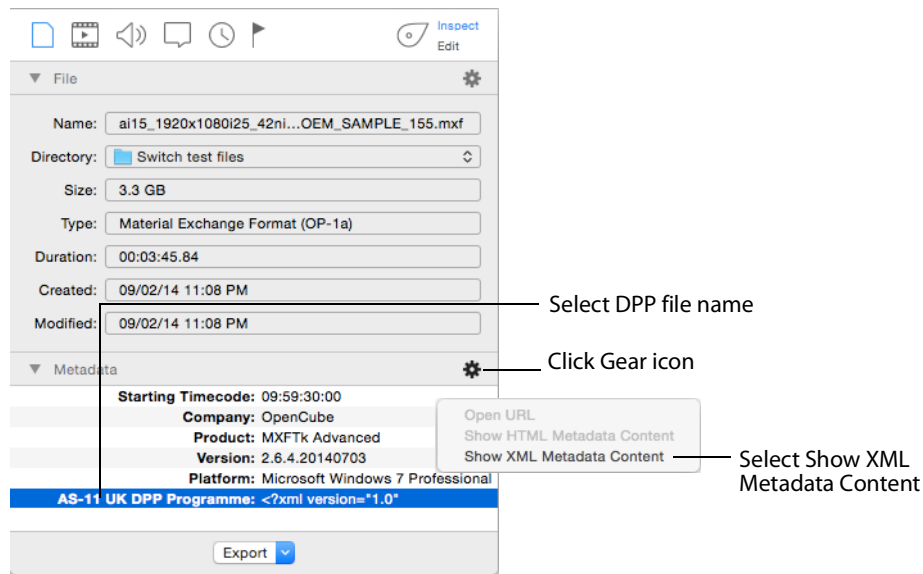 Inspect
Edit
File
Name: ai15_1920x1080i25_42ni...OEM_SAMPLE_155.mxf
Directory: Switch test files
Size: 3.3 GB
Type: Material Exchange Format (OP-1a)
Duration: 00:03:45.84
Created: 09/02/14 11:08 PM
Select DPP file name
Modified: 09/02/14 11:08 PM
Click Gear icon
Metadata
Starting Timecode: 09:59:30:00
Company: OpenCube
Open URL
Product: MXFTk Advanced
Show HTML Metadata Content
Version: 2.6.4.20140703
Show XML Metadata Content
Select Show XML
Metadata Content
Platform: Microsoft Windows 7 Professional
AS-11 UK DPP Programme: <?xml version="1.0"
Export